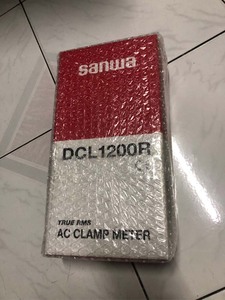 sanwa
DCL1200R
TRUE RMS
AC CLAMP METER